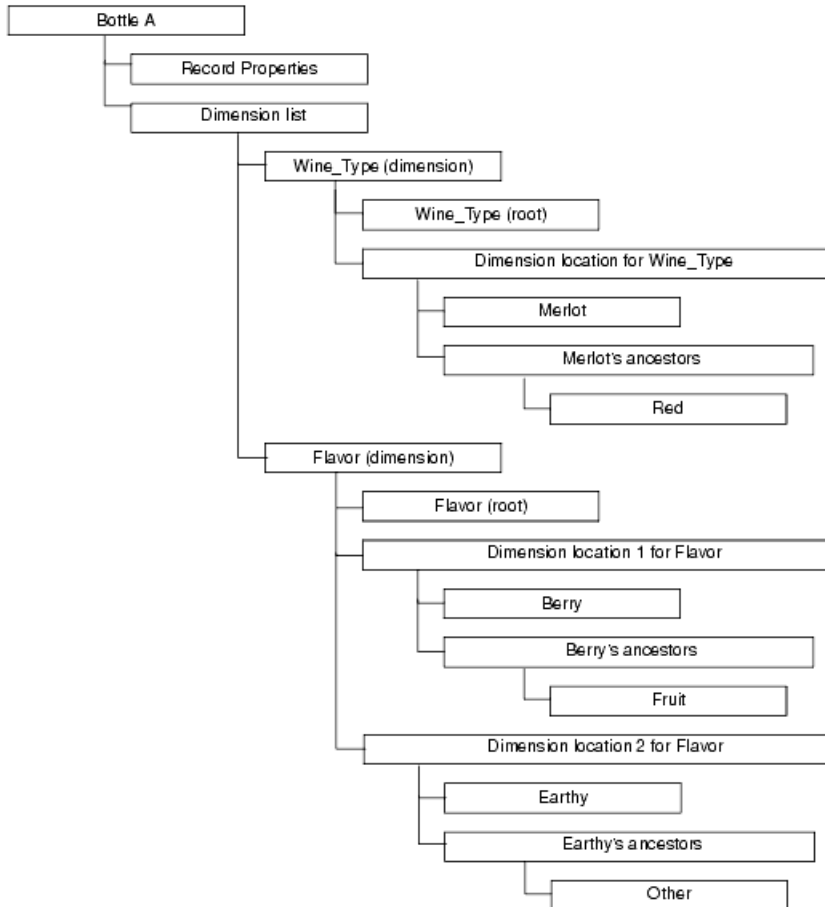 Bottle A
Record Properties
Dimension list
Wine_Type (dimension)
Wine_Type (root)
Dimension location for Wine_Type
Merlot
Merlot's ancestors
Red
Flavor (dimension)
Flavor (root)
Dimension location 1 for Flavor
Berry
Berry's ancestors
Fruit
Dimension location 2 for Flavor
Earthy
Earthy's ancestors
Other